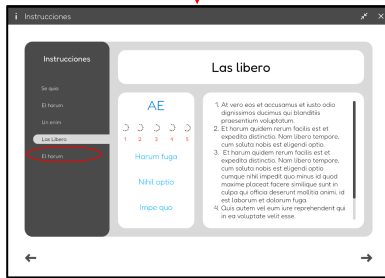 i Instrucciones
Instrucciones
Se quas
Et harum
Un enim
Las Libero
El harum
Las libero
AE
1 2 3 4 5
Harum fuga
Nihil optio
Impe quo
1. At vero eos et accusamus et iusto odio
dignissimos ducimus qui blanditiis
praesentium voluptatum.
2. Et harum quidem rerum facilis est et
expedita distinctio. Nam libero tempore,
cum soluta nobis est eligendi optio.
3. Et harum quidem rerum facilis est et
expedita distinctio. Nam libero tempore,
cum soluta nobis est eligendi optio
cumque nihil impedit quo minus id quod
maxime placeat facere similique sunt in
culpa qui officia deserunt mollitia animi, id
est laborum et dolorum fuga.
4. Quis autem vel eum iure reprehenderit qui
in ea voluptate velit esse.